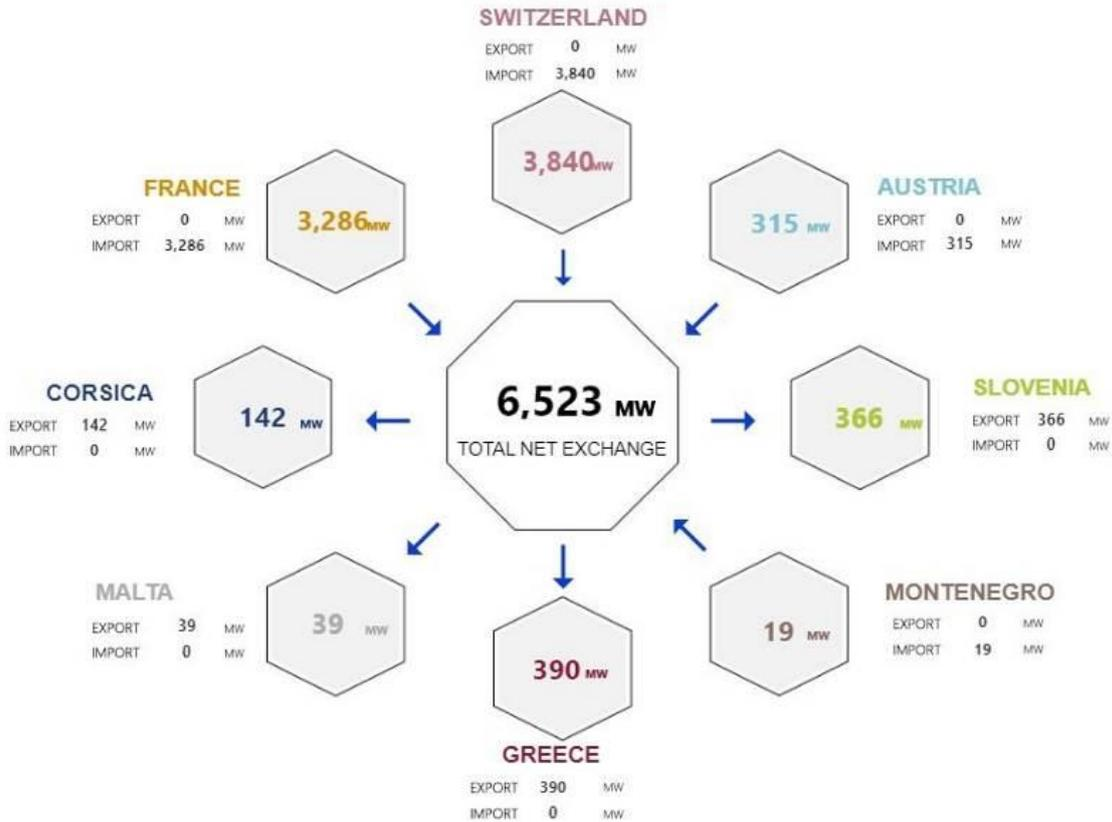 SWITZERLAND
EXPORT 0 MW
IMPORT 3,840 MW
3,840 MW
FRANCE
EXPORT 0 MW
IMPORT 3,286 MW
3,286 MW
AUSTRIA
EXPORT 0 MW
IMPORT 315 MW
315 MW
6,523 MW
TOTAL NET EXCHANGE
CORSICA
EXPORT 142 MW
IMPORT 0 MW
142 MW
SLOVENIA
EXPORT 366 MW
IMPORT 0 MW
366 MW
MALTA
EXPORT 39 MW
IMPORT 0 MW
39 MW
MONTENEGRO
EXPORT 0 MW
IMPORT 19 MW
19 MW
390 MW
GREECE
EXPORT 390 MW
IMPORT 0 MW